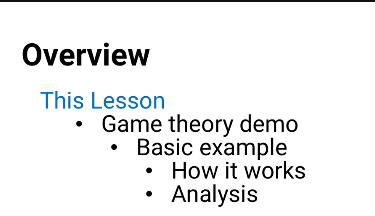 Overview
This Lesson
• Game theory demo
• Basic example
• How it works
• Analysis